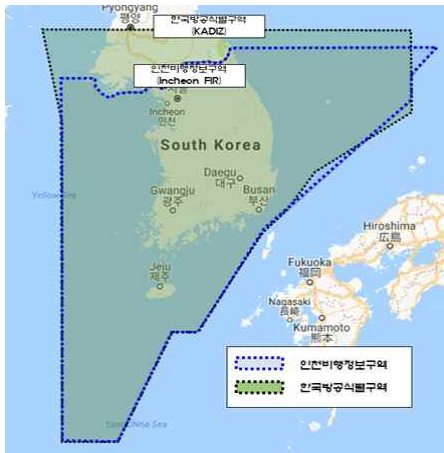 Pyongyang
평양
한국방공식별구역
(KADIZ)
인천비행정보구역
(Incheon FIR)
Incheon
인천
South Korea
Yellow Sea
Daegu
대구
Gwangju
광주
Busan
부산
Hiroshima
広島
Jeju
제주
Fukuoka
福岡
Nagasaki
長崎
Kumamoto
熊本
인천비행정보구역
한국방공식별구역
East China Sea